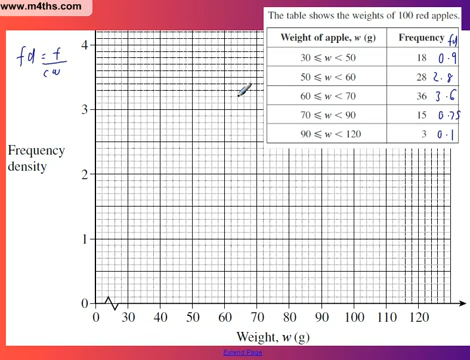 www.m4ths.com
The table shows the weights of 100 red apples.
Weight of apple, w (g) Frequency fd
30 ⩽ w < 50 18 0.9
50 ⩽ w < 60 28 2.8
60 ⩽ w < 70 36 3.6
70 ⩽ w < 90 15 0.75
90 ⩽ w < 120 3 0.1
fd = f
cw
4
3
Frequency
density
2
1
0
0 30 40 50 60 70 80 90 100 110 120
Weight, w (g)
Extend Page